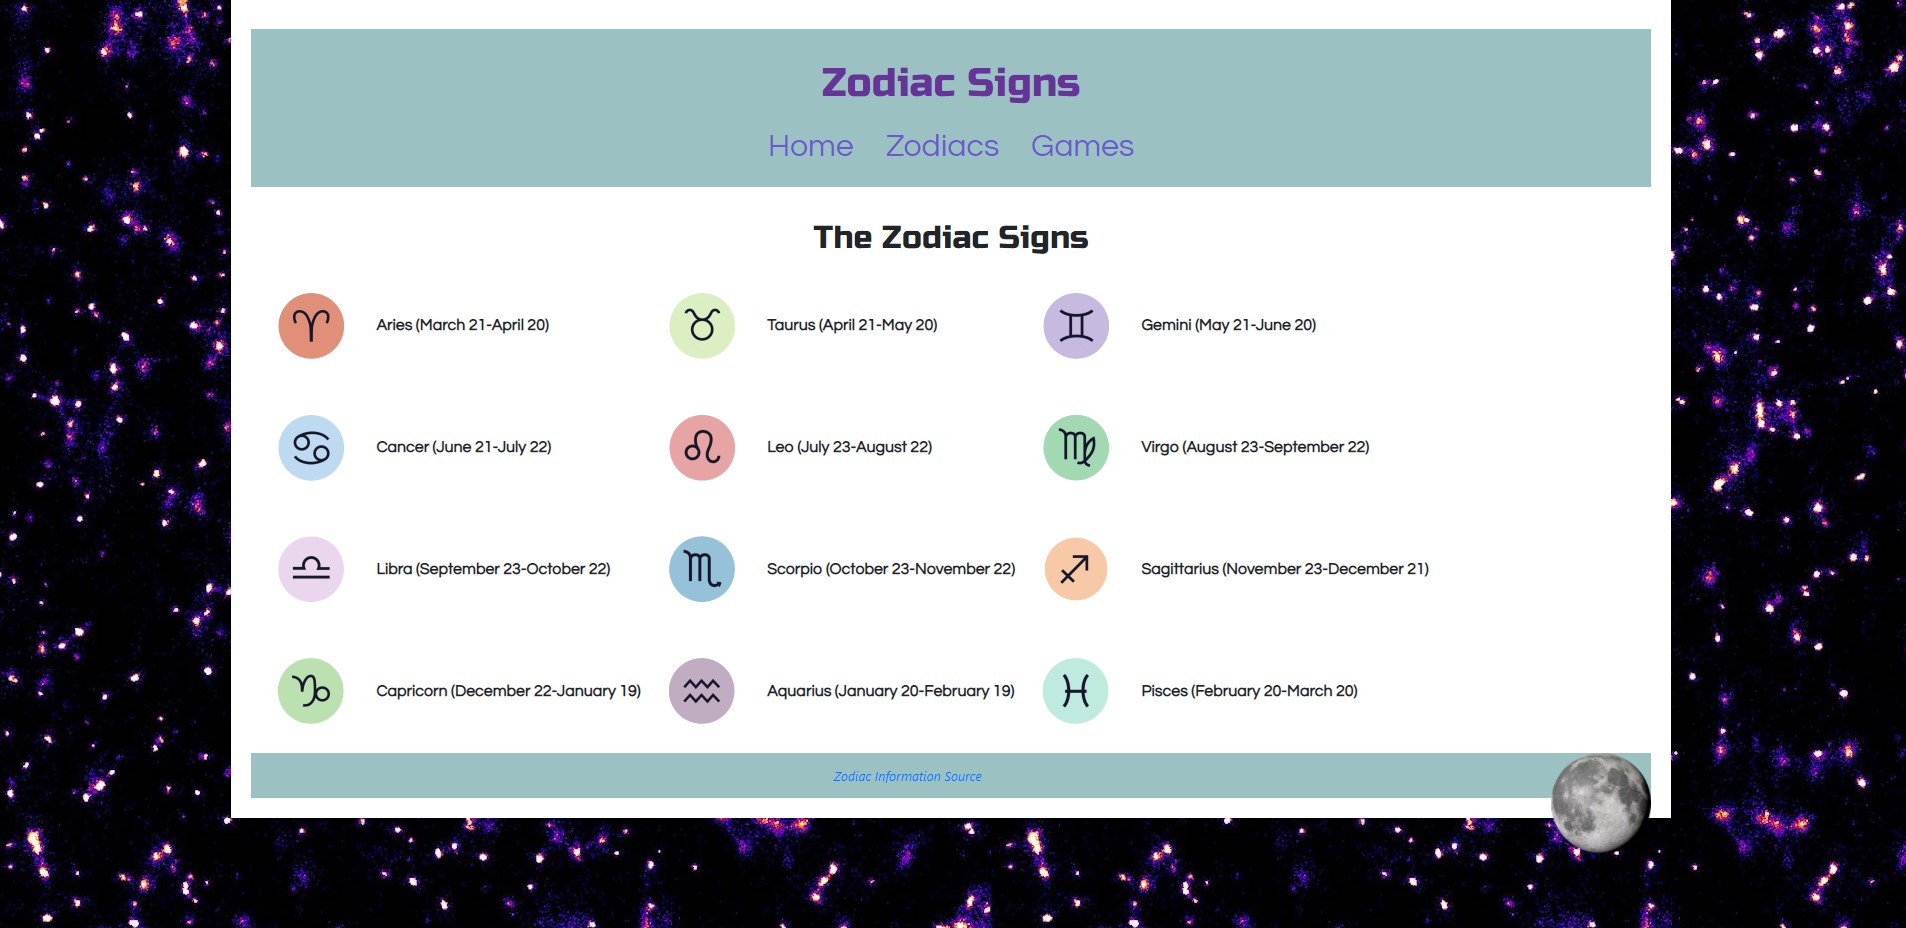 Zodiac Signs
Home Zodiacs Games
The Zodiac Signs
Aries (March 21-April 20) Taurus (April 21-May 20) Gemini (May 21-June 20)
Cancer (June 21-July 22) Leo (July 23-August 22) Virgo (August 23-September 22)
Libra (September 23-October 22) Scorpio (October 23-November 22) Sagittarius (November 23-December 21)
Capricorn (December 22-January 19) Aquarius (January 20-February 19) Pisces (February 20-March 20)
Zodiac Information Source